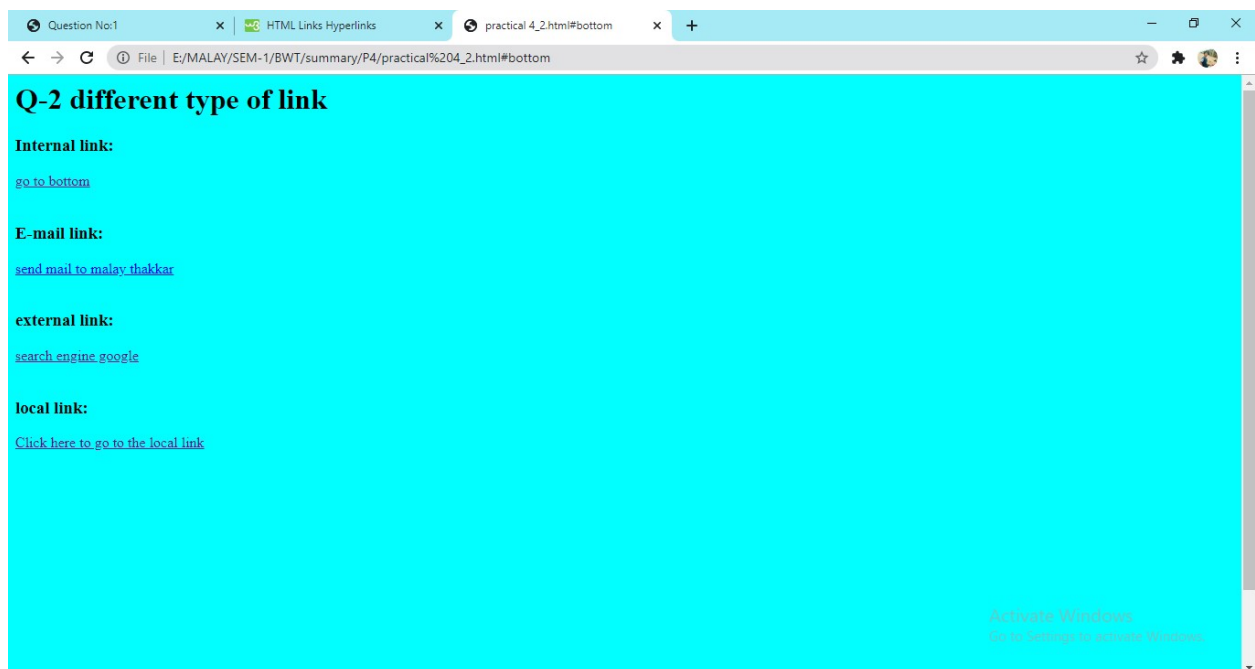 Question No:1
HTML Links Hyperlinks
practical 4_2.html#bottom
File | E:/MALAY/SEM-1/BWT/summary/P4/practical%204_2.html#bottom
Q-2 different type of link
Internal link:
go to bottom
E-mail link:
send mail to malay thakkar
external link:
search engine google
local link:
Click here to go to the local link
Activate Windows
Go to Settings to activate Windows.